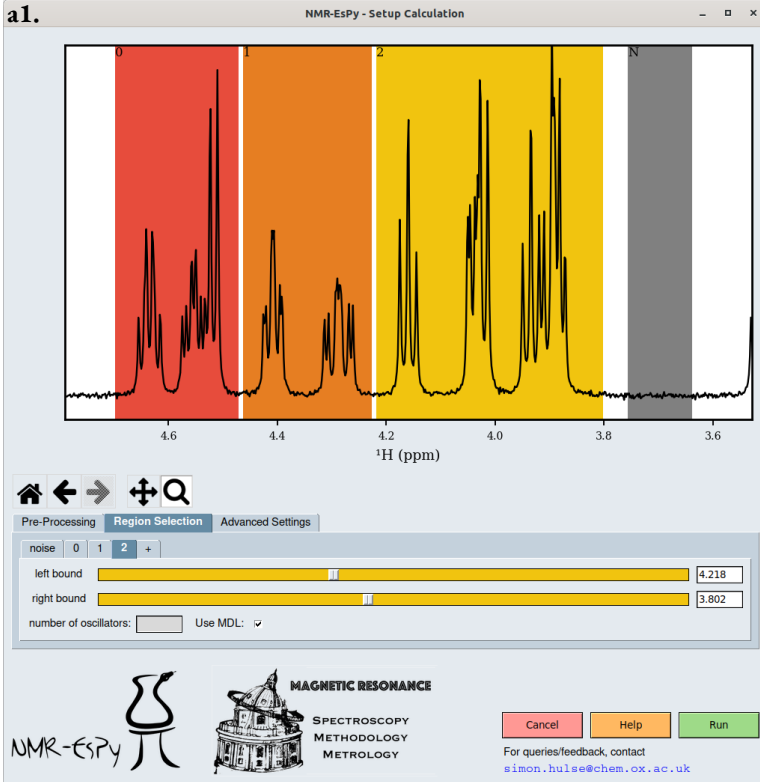 a1.
NMR-EsPy - Setup Calculation
0 1 2 N
4.6 4.4 4.2 4.0 3.8 3.6
¹H (ppm)
Pre-Processing Region Selection Advanced Settings
noise 0 1 2 +
left bound 4.218
right bound 3.802
number of oscillators: Use MDL:
NMR-EsPy
MAGNETIC RESONANCE
SPECTROSCOPY
METHODOLOGY
METROLOGY
Cancel Help Run
For queries/feedback, contact
simon.hulse@chem.ox.ac.uk